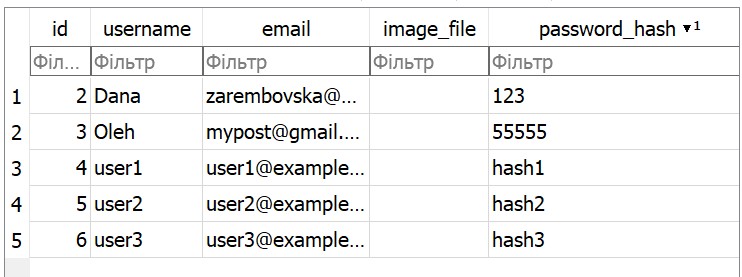 id username email image_file password_hash ▾1
Філ... Фільтр Фільтр Фільтр Фільтр
1 2 Dana zarembovska@... 123
2 3 Oleh mypost@gmail.... 55555
3 4 user1 user1@example... hash1
4 5 user2 user2@example... hash2
5 6 user3 user3@example... hash3